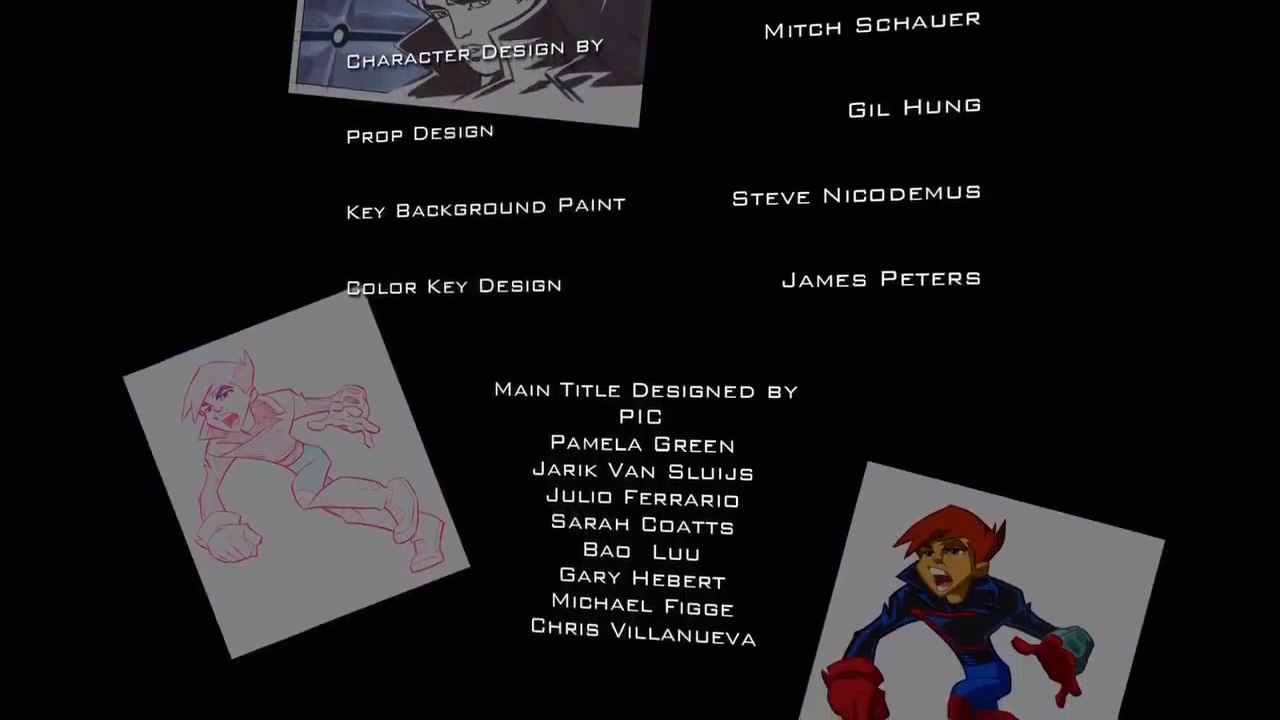 Character Design by
Mitch Schauer
Prop Design
Gil Hung
Key Background Paint
Steve Nicodemus
Color Key Design
James Peters
Main Title Designed by
PIC
Pamela Green
Jarik Van Sluijs
Julio Ferrario
Sarah Coatts
Bao Luu
Gary Hebert
Michael Figge
Chris Villanueva